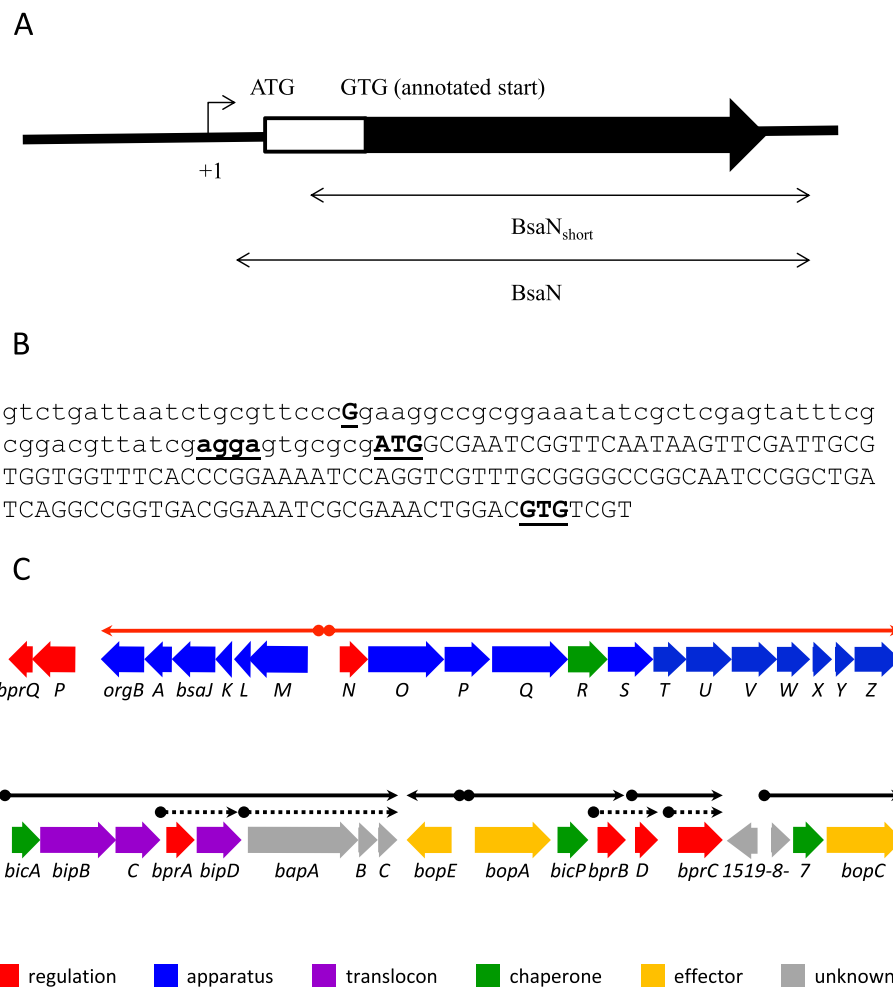 A
ATG GTG (annotated start)
+1
BsaNshort
BsaN
B
gtctgattaatctgcgttcccGgaaggccgcggaaatatcgctcgagtatttcg
cggacgttatcgaggagtgcgcgATGGCGAATCGGTTCAATAAGTTCGATTGCG
TGGTGGTTTCACCCGGAAAATCCAGGTCGTTTGCGGGGCCGGCAATCCGGCTGA
TCAGGCCGGTGACGGAAATCGCGAAACTGGACGTGTCGT
C
bprQ P orgB A bsaJ K L M N O P Q R S T U V W X Y Z
bicA bipB C bprA bipD bapA B C bopE bopA bicP bprB D bprC 1519-8- 7 bopC
regulation apparatus translocon chaperone effector unknown